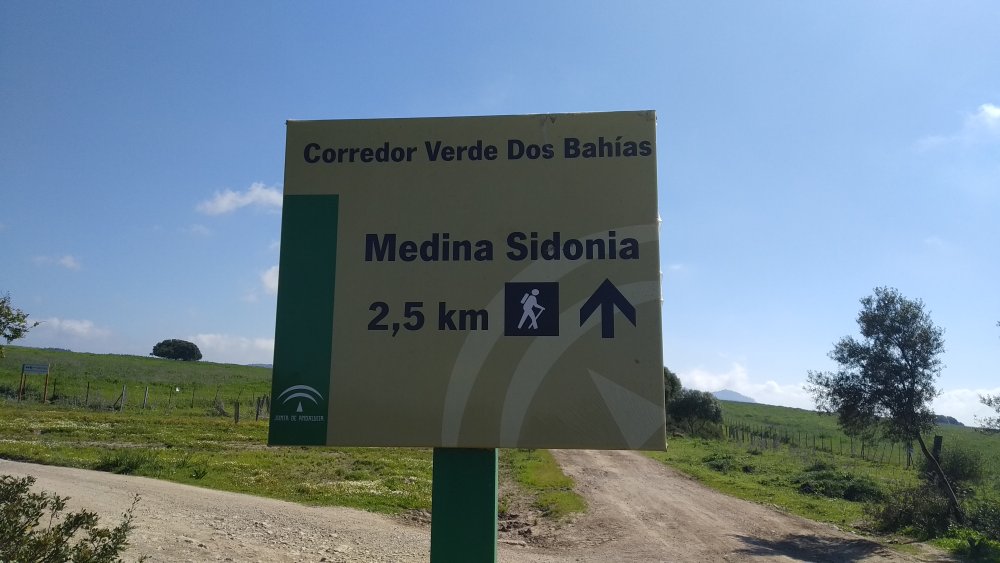 Corredor Verde Dos Bahías
Medina Sidonia
2,5 km
JUNTA DE ANDALUCIA